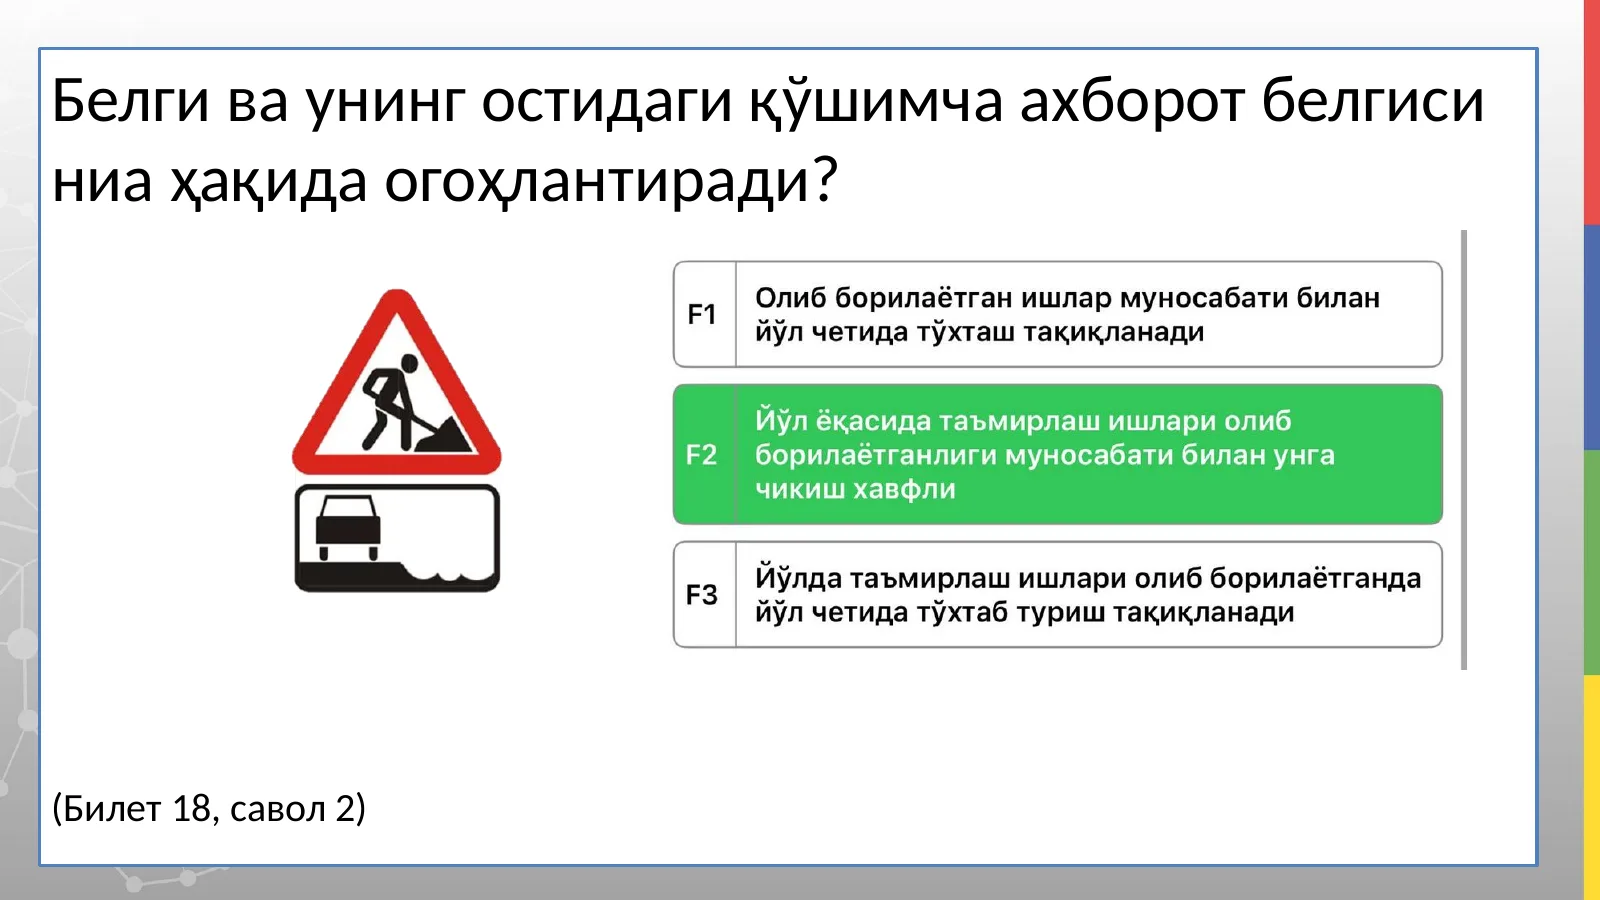 Белги ва унинг остидаги қўшимча ахборот белгиси
ниа ҳақида огоҳлантиради?
F1
Олиб борилаётган ишлар муносабати билан
йўл четида тўхташ тақиқланади
F2
Йўл ёқасида таъмирлаш ишлари олиб
борилаётганлиги муносабати билан унга
чикиш хавфли
F3
Йўлда таъмирлаш ишлари олиб борилаётганда
йўл четида тўхтаб туриш тақиқланади
(Билет 18, савол 2)